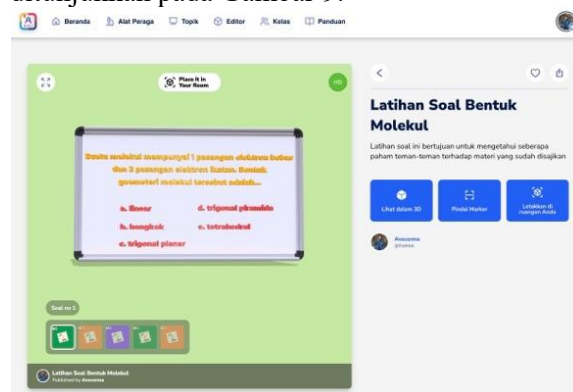 ditunjukkan pada Gambar 9.
Beranda Alat Peraga Topik Editor Kelas Panduan
Place it in
Your Room
HD
Suatu molekul mempunyai 1 pasangan elektron bebas
dan 3 pasangan elektron ikatan. Bentuk
geometri molekul tersebut adalah...
a. linear
b. bengkok
c. trigonal planar
d. trigonal piramida
e. tetrahedral
Soal no 1
Latihan Soal Bentuk Molekul
Published by Avocanna
Latihan Soal Bentuk
Molekul
Latihan soal ini bertujuan untuk mengetahui seberapa
paham teman-teman terhadap materi yang sudah disajikan
Lihat dalam 3D
Pindai Marker
Letakkan di
ruangan Anda
Avocanna